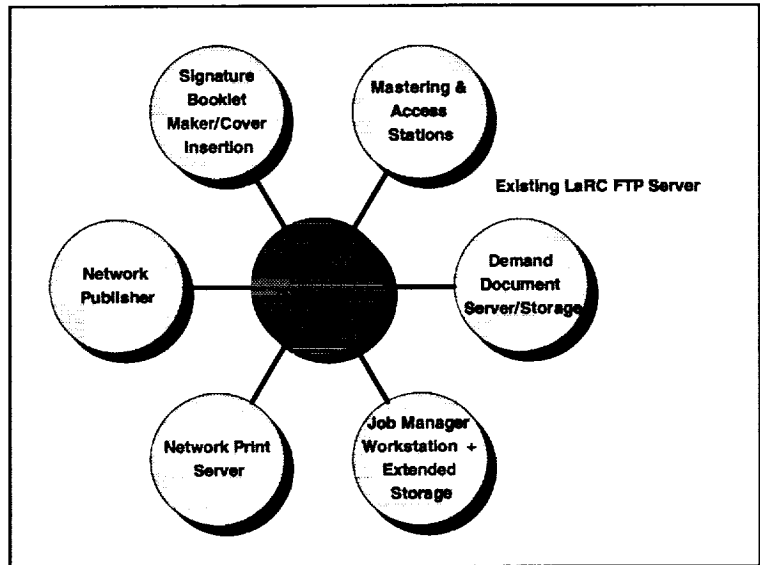 Signature
Booklet
Maker/Cover
Insertion
Mastering &
Access
Stations
Existing LaRC FTP Server
Network
Publisher
Demand
Document
Server/Storage
Network Print
Server
Job Manager
Workstation +
Extended
Storage